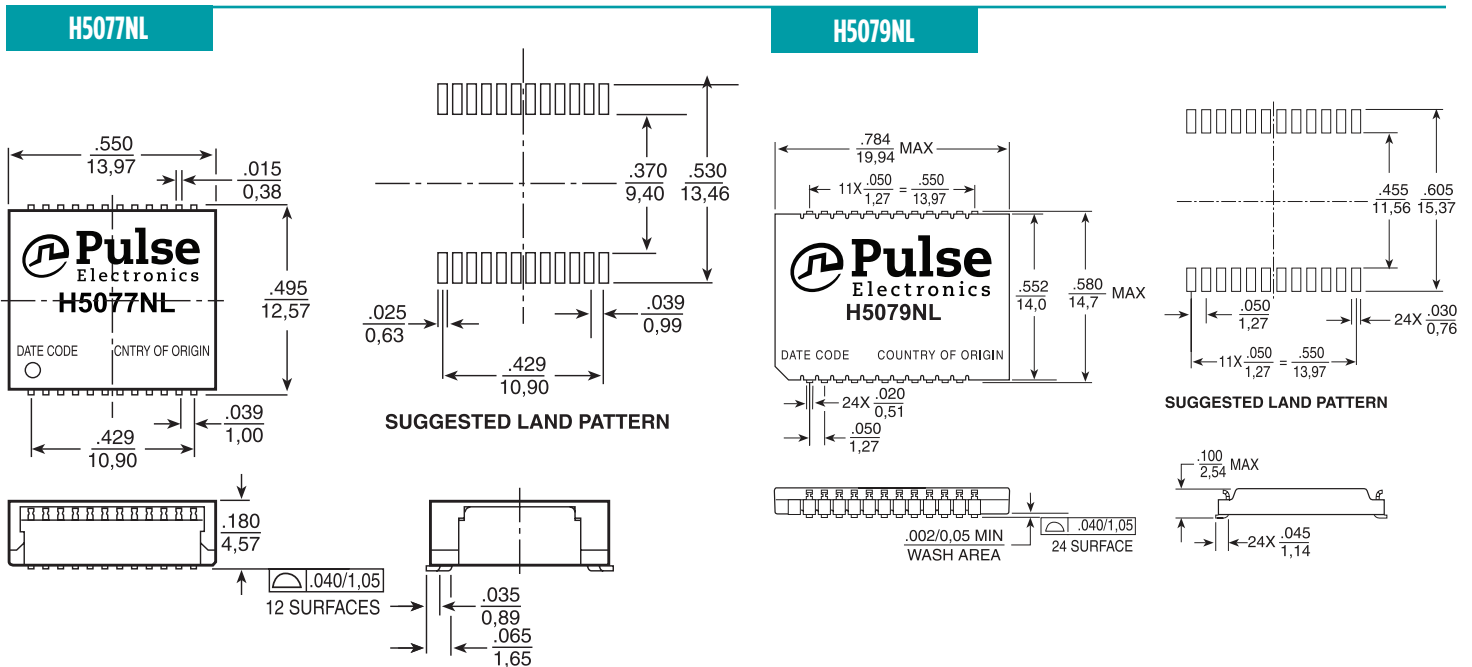 H5077NL
.550
13,97
.015
0,38
Pulse
Electronics
H5077NL
DATE CODE CNTRY OF ORIGIN
.495
12,57
.039
1,00
.429
10,90
.370
9,40
.530
13,46
.025
0,63
.039
0,99
.429
10,90
SUGGESTED LAND PATTERN
.180
4,57
.040/1,05
12 SURFACES
.035
0,89
.065
1,65
H5079NL
.784
19,94 MAX
11X .050
1,27 = .550
13,97
Pulse
Electronics
H5079NL
DATE CODE COUNTRY OF ORIGIN
.552
14,0
.580
14,7 MAX
24X .020
0,51
.050
1,27
.455
11,56
.605
15,37
.050
1,27
24X .030
0,76
11X .050
1,27 = .550
13,97
SUGGESTED LAND PATTERN
.002/0,05 MIN
WASH AREA
.040/1,05
24 SURFACE
.100
2,54 MAX
24X .045
1,14